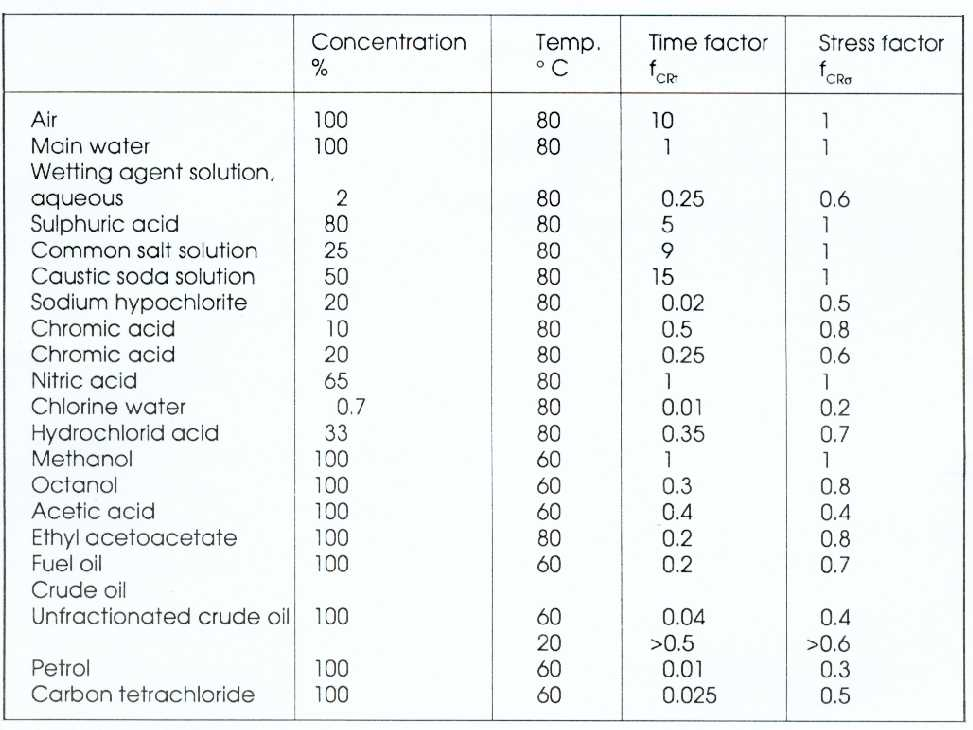 Concentration Temp. Time factor Stress factor
% ° C f_CRτ f_CRσ
Air 100 80 10 1
Main water 100 80 1 1
Wetting agent solution,
aqueous 2 80 0.25 0.6
Sulphuric acid 80 80 5 1
Common salt solution 25 80 9 1
Caustic soda solution 50 80 15 1
Sodium hypochlorite 20 80 0.02 0.5
Chromic acid 10 80 0.5 0.8
Chromic acid 20 80 0.25 0.6
Nitric acid 65 80 1 1
Chlorine water 0.7 80 0.01 0.2
Hydrochlorid acid 33 80 0.35 0.7
Methanol 100 60 1 1
Octanol 100 60 0.3 0.8
Acetic acid 100 60 0.4 0.4
Ethyl acetoacetate 100 80 0.2 0.8
Fuel oil 100 60 0.2 0.7
Crude oil
Unfractionated crude oil 100 60 0.04 0.4
20 >0.5 >0.6
Petrol 100 60 0.01 0.3
Carbon tetrachloride 100 60 0.025 0.5